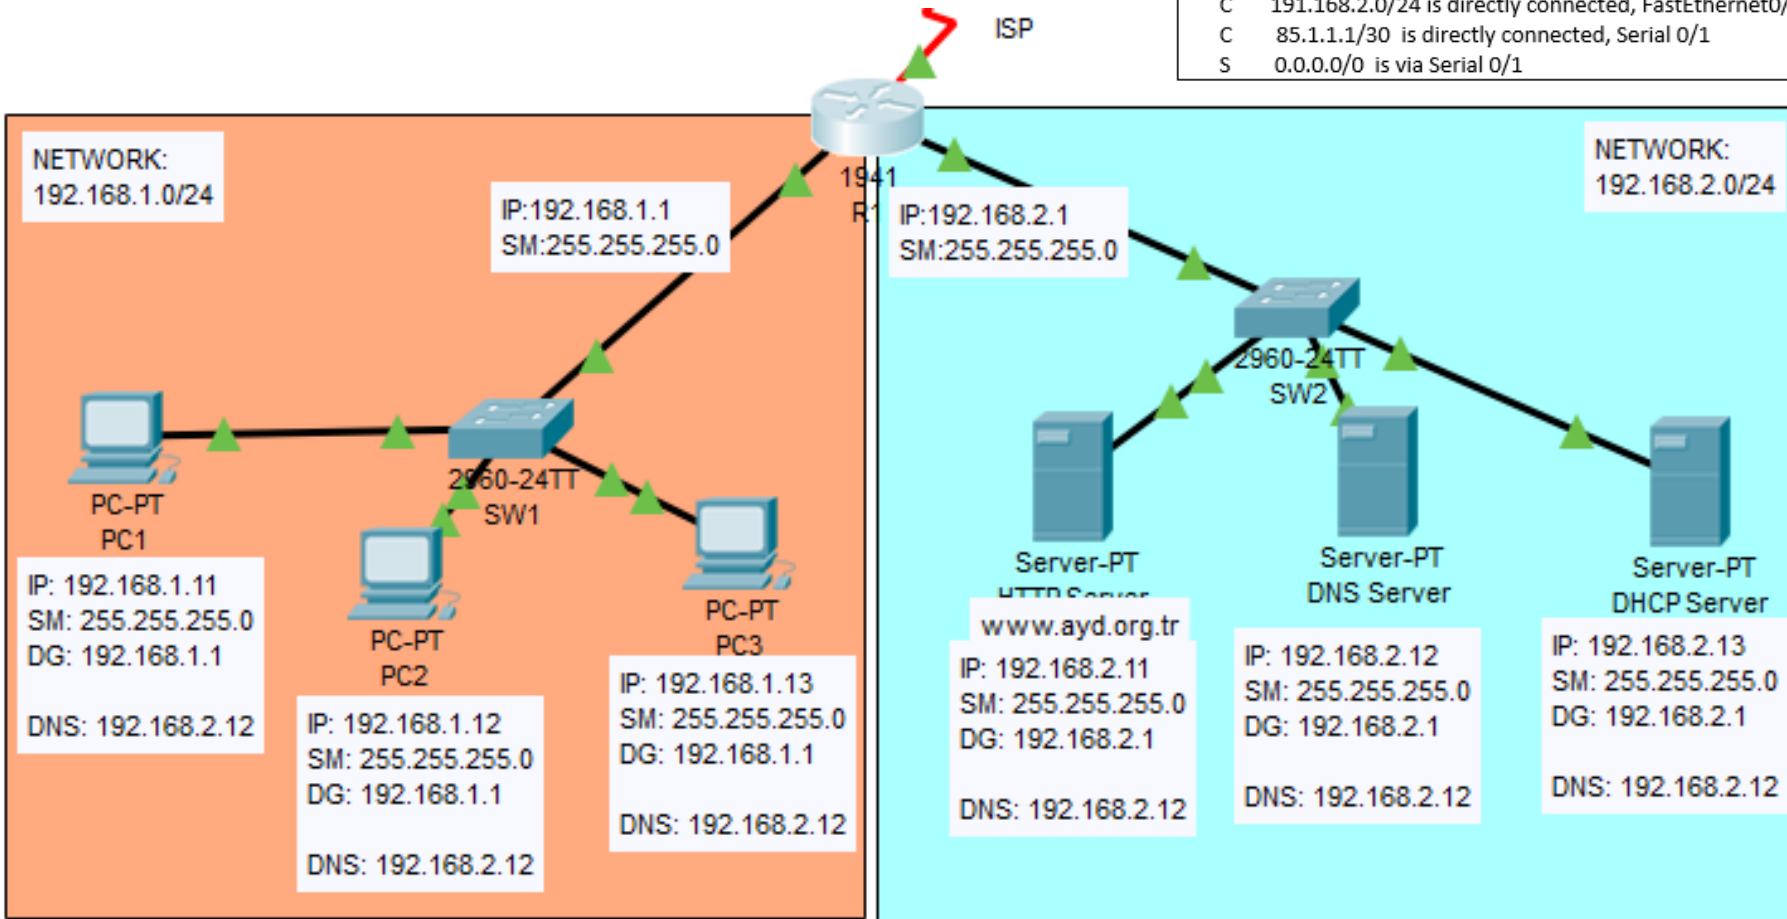 ISP
C 191.168.2.0/24 is directly connected, FastEthernet0/
C 85.1.1.1/30 is directly connected, Serial 0/1
S 0.0.0.0/0 is via Serial 0/1
NETWORK:
192.168.1.0/24
NETWORK:
192.168.2.0/24
1941
R1
IP:192.168.1.1
SM:255.255.255.0
IP:192.168.2.1
SM:255.255.255.0
2960-24TT
SW1
2960-24TT
SW2
PC-PT
PC1
IP: 192.168.1.11
SM: 255.255.255.0
DG: 192.168.1.1
DNS: 192.168.2.12
PC-PT
PC2
IP: 192.168.1.12
SM: 255.255.255.0
DG: 192.168.1.1
DNS: 192.168.2.12
PC-PT
PC3
IP: 192.168.1.13
SM: 255.255.255.0
DG: 192.168.1.1
DNS: 192.168.2.12
Server-PT
HTTP Server
www.ayd.org.tr
IP: 192.168.2.11
SM: 255.255.255.0
DG: 192.168.2.1
DNS: 192.168.2.12
Server-PT
DNS Server
IP: 192.168.2.12
SM: 255.255.255.0
DG: 192.168.2.1
DNS: 192.168.2.12
Server-PT
DHCP Server
IP: 192.168.2.13
SM: 255.255.255.0
DG: 192.168.2.1
DNS: 192.168.2.12